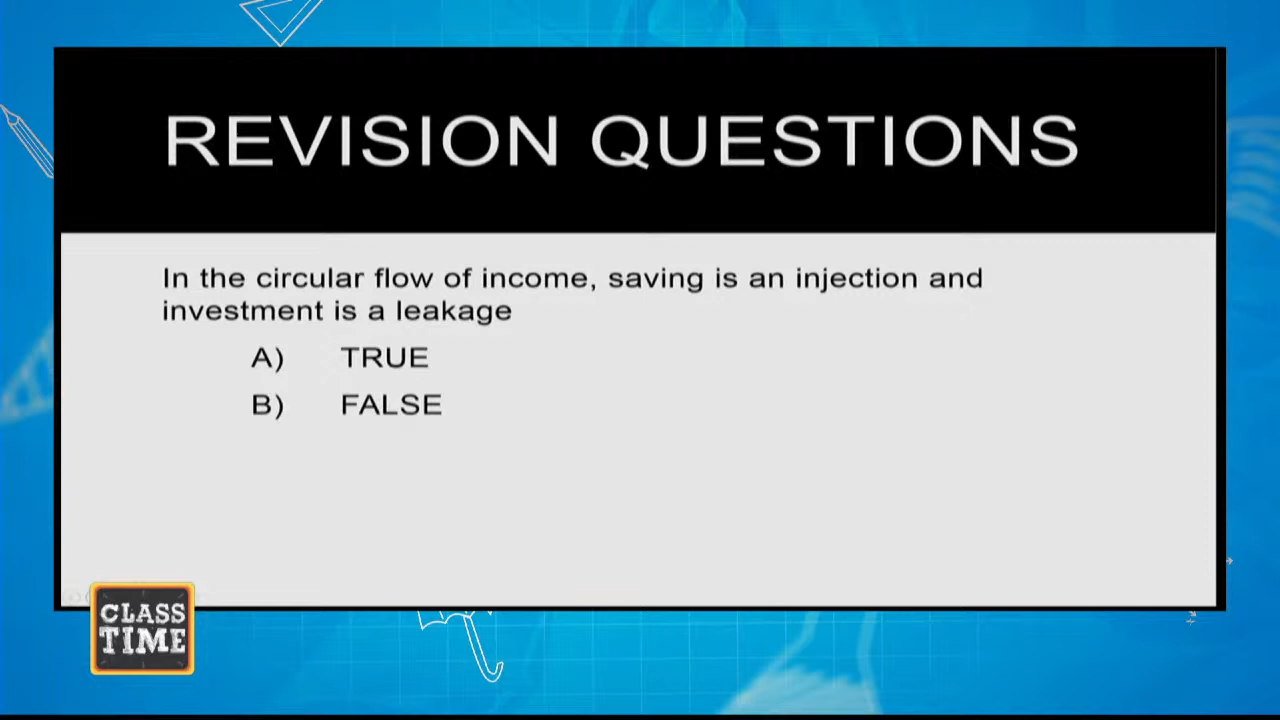 REVISION QUESTIONS
In the circular flow of income, saving is an injection and
investment is a leakage
A) TRUE
B) FALSE
CLASS
TIME